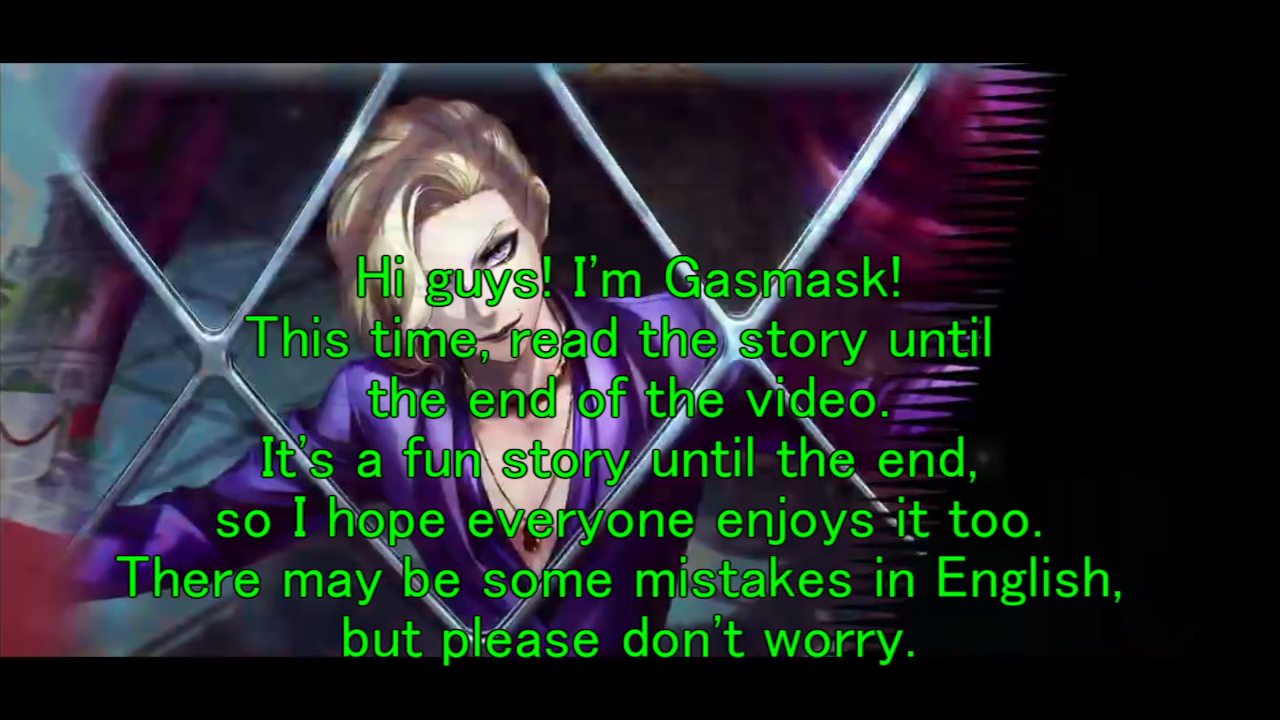 Hi guys! I'm Gasmask!
This time, read the story until
the end of the video.
It's a fun story until the end,
so I hope everyone enjoys it too.
There may be some mistakes in English,
but please don't worry.